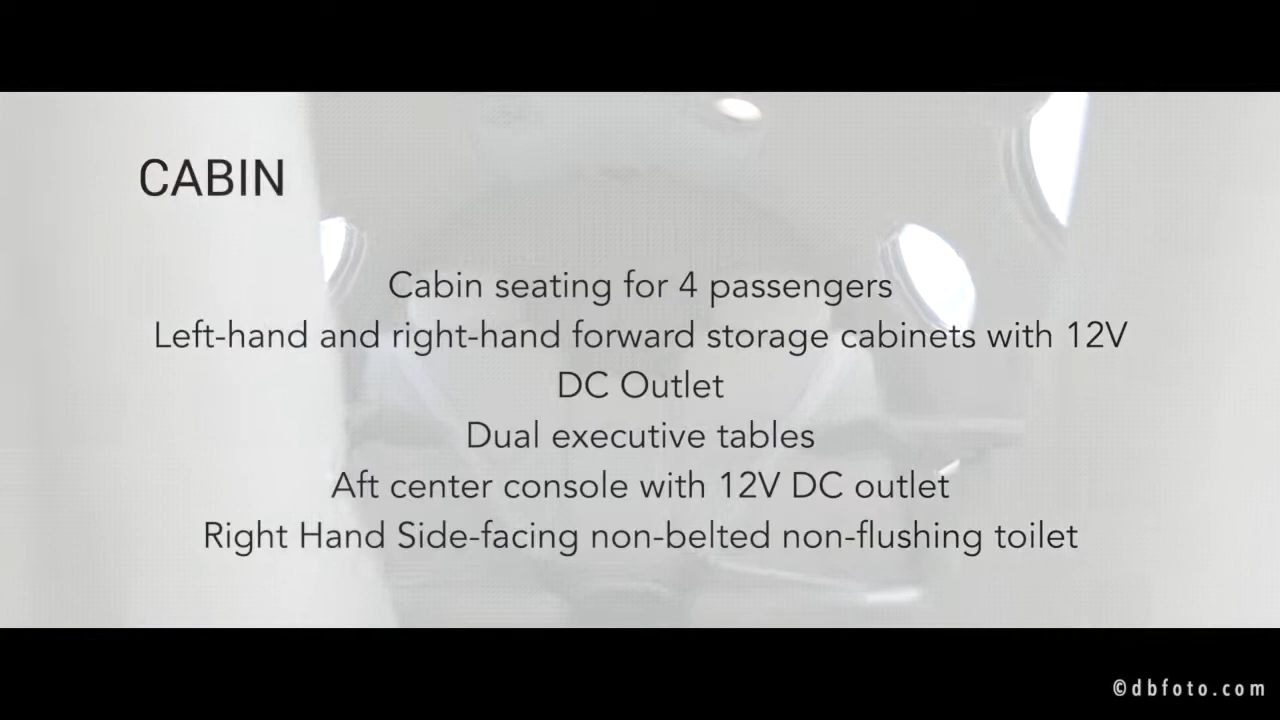 CABIN
Cabin seating for 4 passengers
Left-hand and right-hand forward storage cabinets with 12V
DC Outlet
Dual executive tables
Aft center console with 12V DC outlet
Right Hand Side-facing non-belted non-flushing toilet
©dbfoto.com